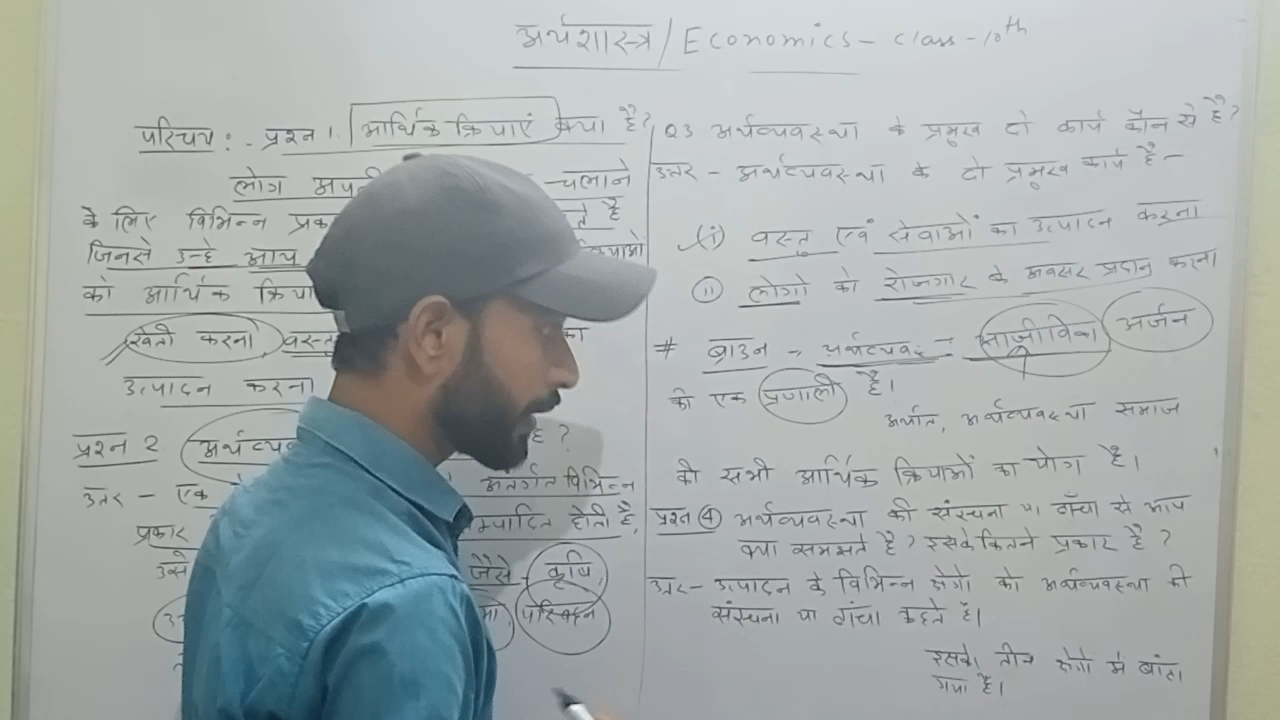 अर्थशास्त्र / Economics - Class - 10th
परिचय : - प्रश्न 1. आर्थिक क्रियाएं क्या है?
लोग अपनी चलाने
के लिए विभिन्न है
जिनसे उन्हे आय
को आर्थिक
खेती करना का
उत्पादन करना
प्रश्न 2 ?
उत्तर - एक अंतर्गत विभिन्न
प्रकार होती है,
उसे जैसे - कृषि,
परिवहन
Q3 अर्थव्यवस्था के प्रमुख दो कार्य कौन से है?
उत्तर - अर्थव्यवस्था के दो प्रमुख कार्य है -
(i) वस्तु एवं सेवाओं का उत्पादन करना
(ii) लोगो को रोजगार के अवसर प्रदान करना
# ब्राउन - आजीविका अर्जन
की एक प्रणाली है।
अर्थात, अर्थव्यवस्था समाज
की सभी आर्थिक क्रियाओं का योग है।
प्रश्न (4) अर्थव्यवस्था की संरचना या ढाँचा से आप
क्या समझते है? इसके कितने प्रकार है?
उत्तर - उत्पादन के विभिन्न क्षेत्रो को अर्थव्यवस्था की
संरचना या ढांचा कहते है।
इसके तीन क्षेत्रो मे बांटा
गया है।